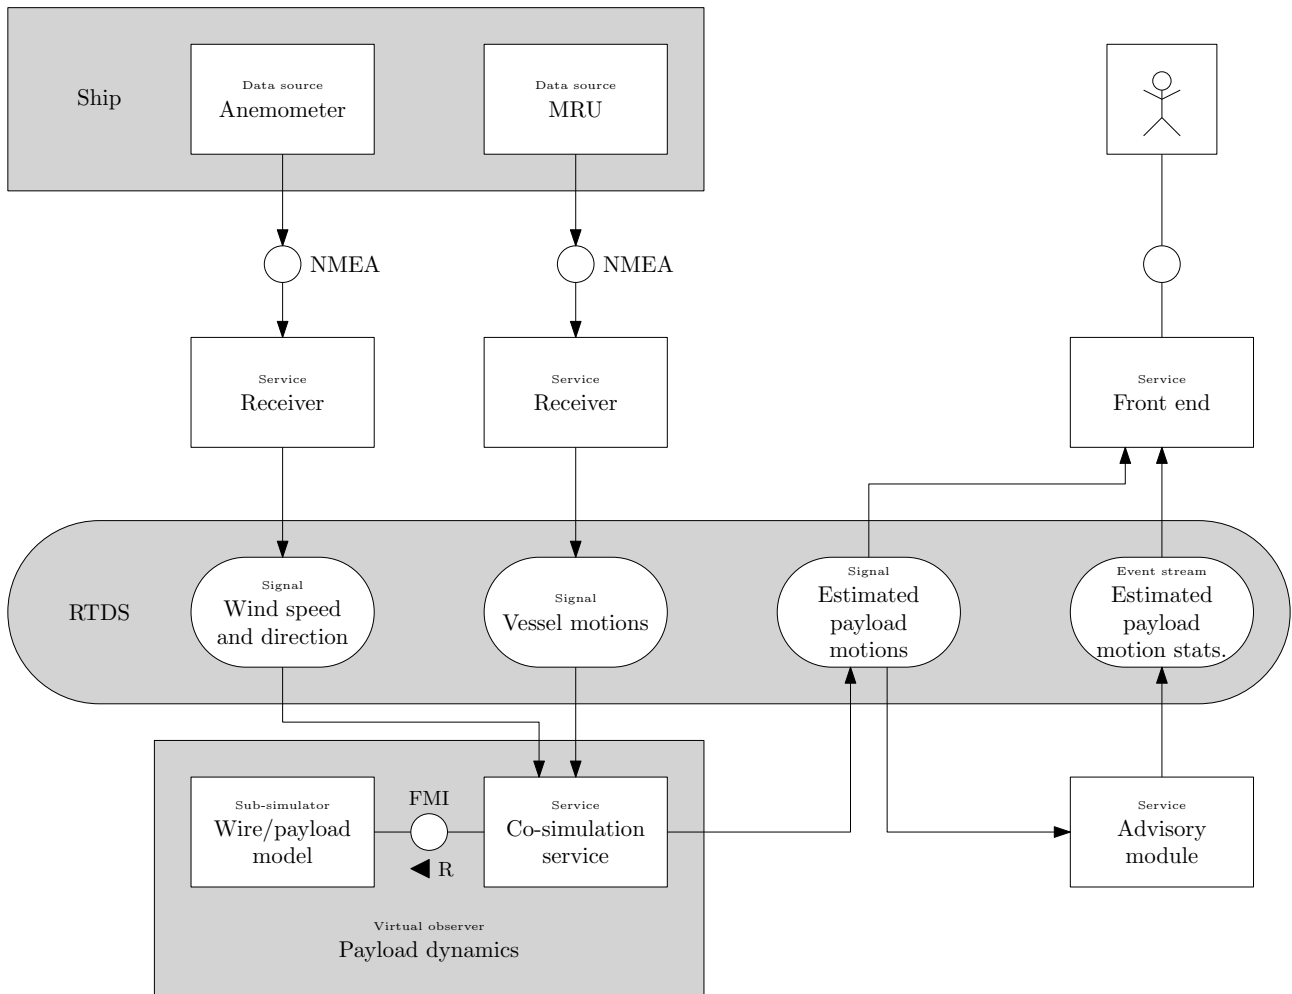 Ship
Data source
Anemometer
Data source
MRU
NMEA
NMEA
Service
Receiver
Service
Receiver
Service
Front end
RTDS
Signal
Wind speed
and direction
Signal
Vessel motions
Signal
Estimated
payload
motions
Event stream
Estimated
payload
motion stats.
Sub-simulator
Wire/payload
model
FMI
R
Service
Co-simulation
service
Service
Advisory
module
Virtual observer
Payload dynamics